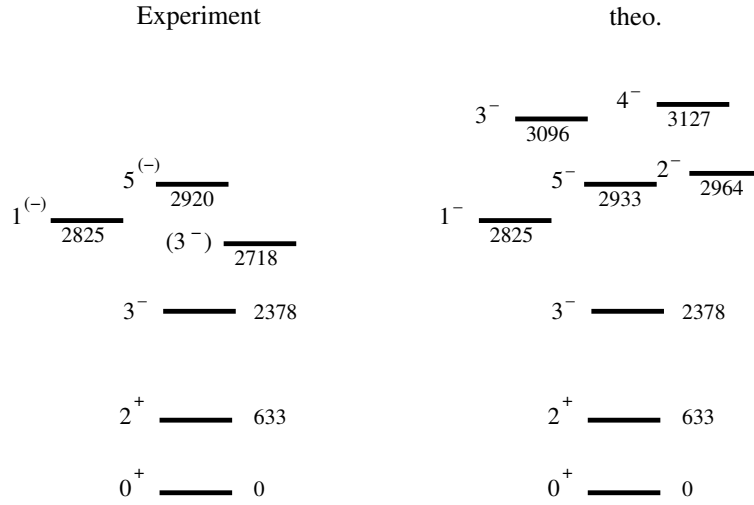 Experiment theo.
3⁻ 3096 4⁻ 3127
5⁽⁻⁾ 2920 5⁻ 2933 2⁻ 2964
1⁽⁻⁾ 2825 1⁻ 2825
(3⁻) 2718
3⁻ 2378 3⁻ 2378
2⁺ 633 2⁺ 633
0⁺ 0 0⁺ 0